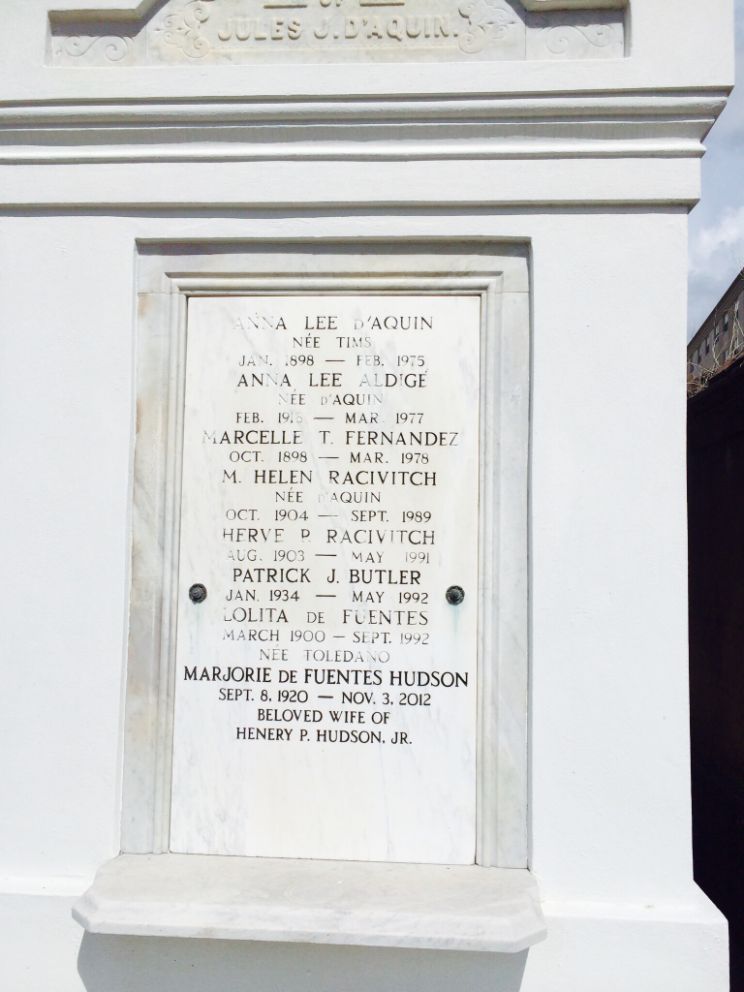 OF
JULES J. D'AQUIN.
ANNA LEE D'AQUIN
NÉE TIMS
JAN. 1898 — FEB. 1975
ANNA LEE ALDIGÉ
NÉE D'AQUIN
FEB. — MAR. 1977
MARCELLE T. FERNANDEZ
OCT. 1898 — MAR. 1978
M. HELEN RACIVITCH
NÉE D'AQUIN
OCT. 1904 — SEPT. 1989
HERVE P. RACIVITCH
AUG. 1903 — MAY 1991
PATRICK J. BUTLER
JAN. 1934 — MAY 1992
LOLITA DE FUENTES
MARCH 1900 — SEPT. 1992
NÉE TOLEDANO
MARJORIE DE FUENTES HUDSON
SEPT. 8, 1920 — NOV. 3, 2012
BELOVED WIFE OF
HENERY P. HUDSON, JR.